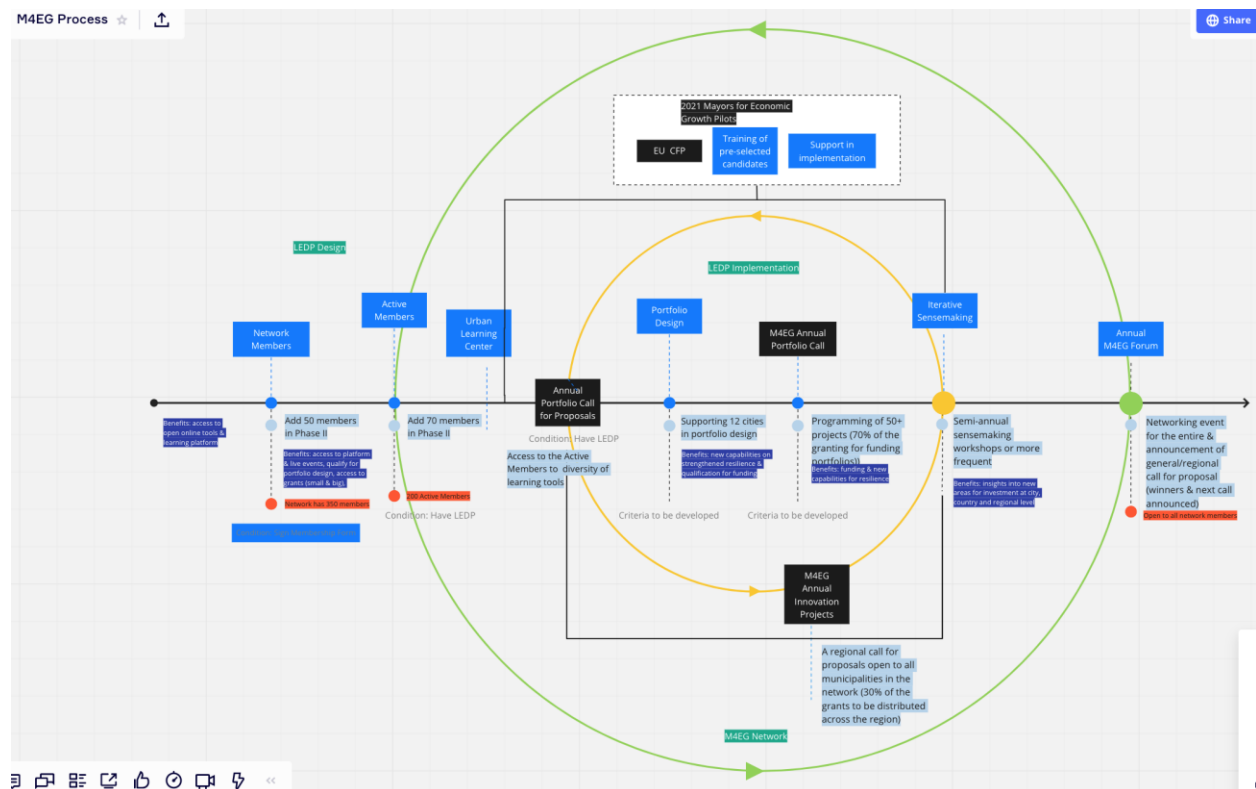 M4EG Process
Share
2021 Mayors for Economic
Growth Pilots
EU CFP
Training of
pre-selected
candidates
Support in
implementation
LEDP Design
LEDP Implementation
Network
Members
Active
Members
Urban
Learning
Center
Annual
Portfolio Call
for Proposals
Portfolio
Design
M4EG Annual
Portfolio Call
Iterative
Sensemaking
Annual
M4EG Forum
Benefits: access to
open online tools &
learning platform
Add 50 members
in Phase II
Benefits: access to platform
& live events, qualify for
portfolio design, access to
grants (small & big),
Network has 350 members
Add 70 members
in Phase II
200 Active Members
Condition: Have LEDP
Condition: Have LEDP
Access to the Active
Members to diversity of
learning tools
Supporting 12 cities
in portfolio design
Benefits: new capabilities on
strengthened resilience &
qualification for funding
Criteria to be developed
Programming of 50+
projects (70% of the
granting for funding
portfolios))
Benefits: funding & new
capabilities for resilience
Criteria to be developed
Semi-annual
sensemaking
workshops or more
frequent
Benefits: insights into new
areas for investment at city,
country and regional level
Networking event
for the entire &
announcement of
general/regional
call for proposal
(winners & next call
announced)
Open to all network members
M4EG
Annual
Innovation
Projects
A regional call for
proposals open to all
municipalities in the
network (30% of the
grants to be distributed
across the region)
M4EG Network